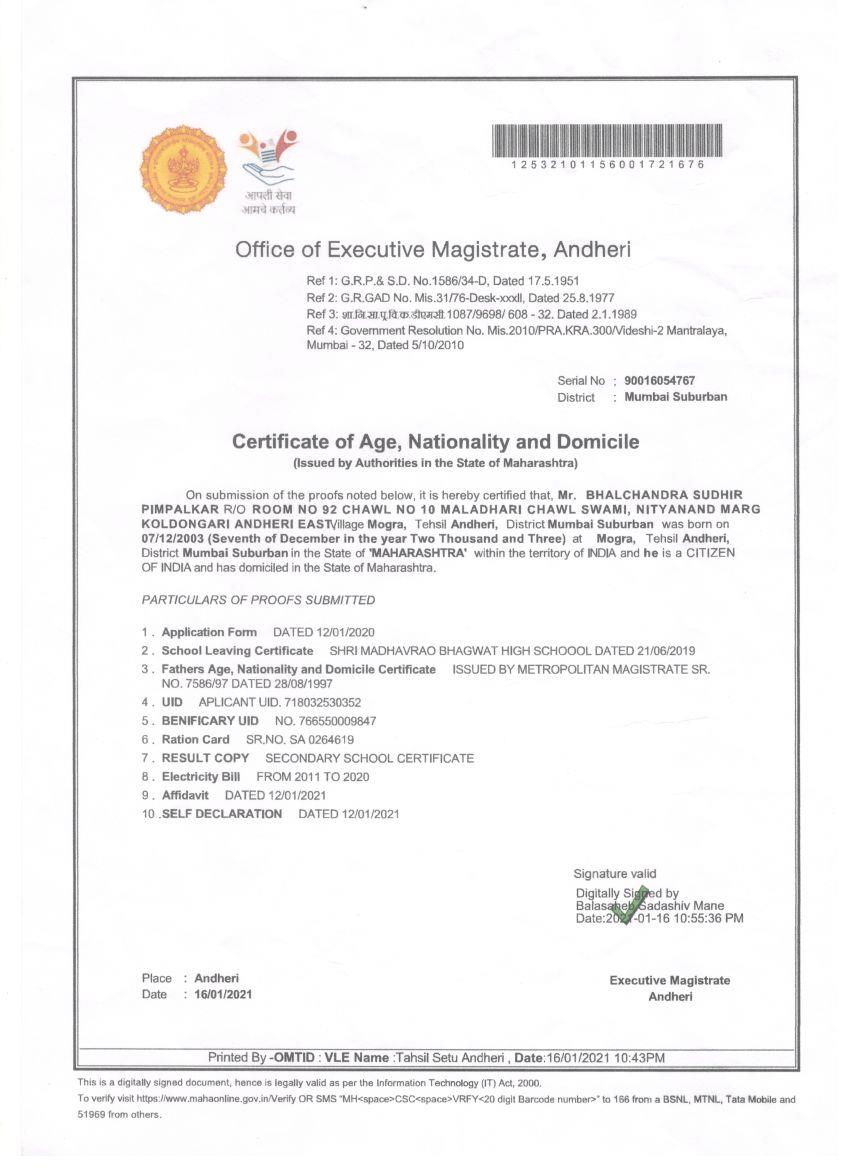 आपली सेवा
आमचे कर्तव्य
12532101156001721676
Office of Executive Magistrate, Andheri
Ref 1: G.R.P.& S.D. No.1586/34-D, Dated 17.5.1951
Ref 2: G.R.GAD No. Mis.31/76-Desk-xxxII, Dated 25.8.1977
Ref 3: शा.नि.सा.पू.वि.क.डीएमसी.1087/9698/ 608 - 32. Dated 2.1.1989
Ref 4: Government Resolution No. Mis.2010/PRA.KRA.300/Videshi-2 Mantralaya,
Mumbai - 32, Dated 5/10/2010
Serial No : 90016054767
District : Mumbai Suburban
Certificate of Age, Nationality and Domicile
(Issued by Authorities in the State of Maharashtra)
On submission of the proofs noted below, it is hereby certified that, Mr. BHALCHANDRA SUDHIR
PIMPALKAR R/O ROOM NO 92 CHAWL NO 10 MALADHARI CHAWL SWAMI, NITYANAND MARG
KOLDONGARI ANDHERI EAST,Village Mogra, Tehsil Andheri, District Mumbai Suburban was born on
07/12/2003 (Seventh of December in the year Two Thousand and Three) at Mogra, Tehsil Andheri,
District Mumbai Suburban in the State of 'MAHARASHTRA' within the territory of INDIA and he is a CITIZEN
OF INDIA and has domiciled in the State of Maharashtra.
PARTICULARS OF PROOFS SUBMITTED
1 . Application Form DATED 12/01/2020
2 . School Leaving Certificate SHRI MADHAVRAO BHAGWAT HIGH SCHOOOL DATED 21/06/2019
3 . Fathers Age, Nationality and Domicile Certificate ISSUED BY METROPOLITAN MAGISTRATE SR.
NO. 7586/97 DATED 28/08/1997
4 . UID APLICANT UID. 718032530352
5 . BENIFICARY UID NO. 766550009847
6 . Ration Card SR.NO. SA 0264619
7 . RESULT COPY SECONDARY SCHOOL CERTIFICATE
8 . Electricity Bill FROM 2011 TO 2020
9 . Affidavit DATED 12/01/2021
10 .SELF DECLARATION DATED 12/01/2021
Signature valid
Digitally Signed by
Balasaheb Sadashiv Mane
Date:2021-01-16 10:55:36 PM
Place : Andheri
Date : 16/01/2021
Executive Magistrate
Andheri
Printed By -OMTID : VLE Name :Tahsil Setu Andheri , Date:16/01/2021 10:43PM
This is a digitally signed document, hence is legally valid as per the Information Technology (IT) Act, 2000.
To verify visit https://www.mahaonline.gov.in/Verify OR SMS "MH<space>CSC<space>VRFY<20 digit Barcode number>" to 166 from a BSNL, MTNL, Tata Mobile and
51969 from others.